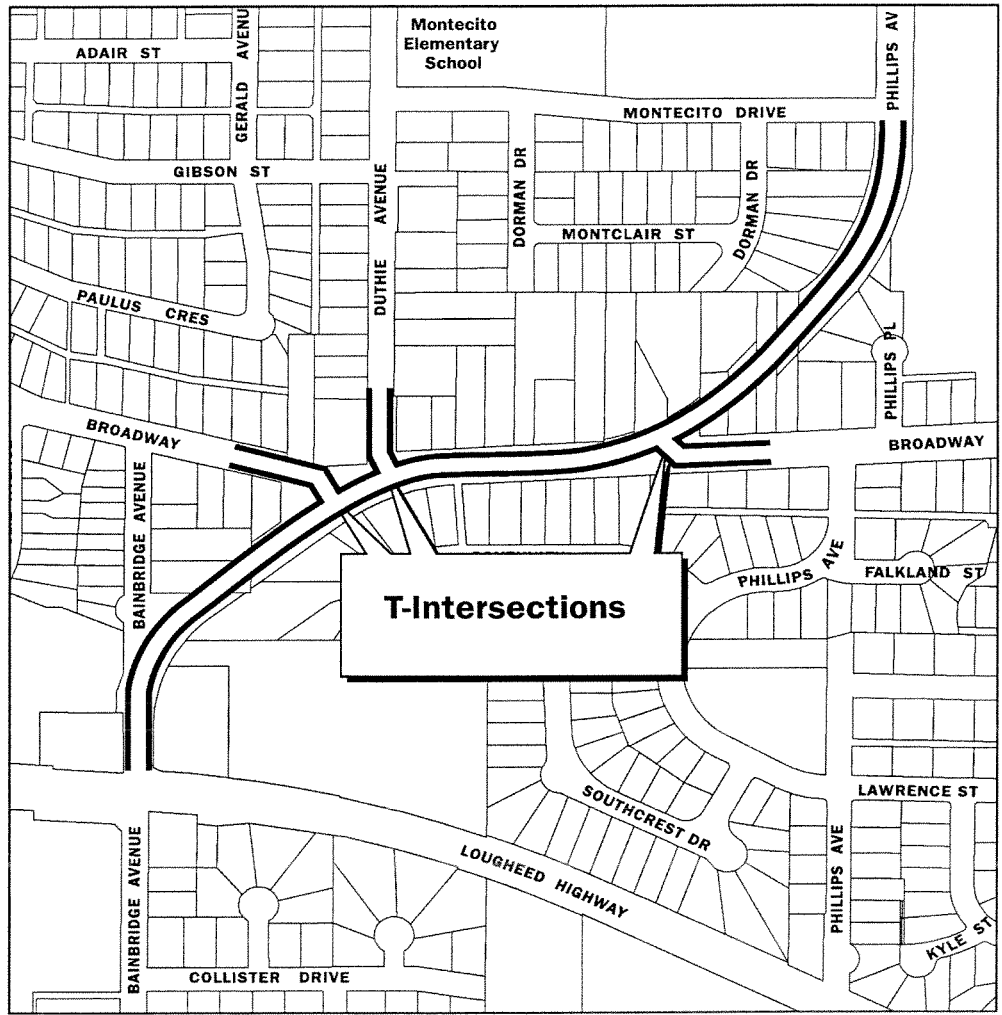 Montecito
Elementary
School
PHILLIPS AV
ADAIR ST
GERALD AVENU
MONTECITO DRIVE
GIBSON ST
DUTHIE AVENUE
DORMAN DR
DORMAN DR
MONTCLAIR ST
PAULUS CRES
PHILLIPS PL
BROADWAY
BROADWAY
BAINBRIDGE AVENUE
PHILLIPS AVE
FALKLAND ST
T-Intersections
SOUTHCREST DR
LAWRENCE ST
LOUGHEED HIGHWAY
BAINBRIDGE AVENUE
PHILLIPS AVE
KYLE ST
COLLISTER DRIVE